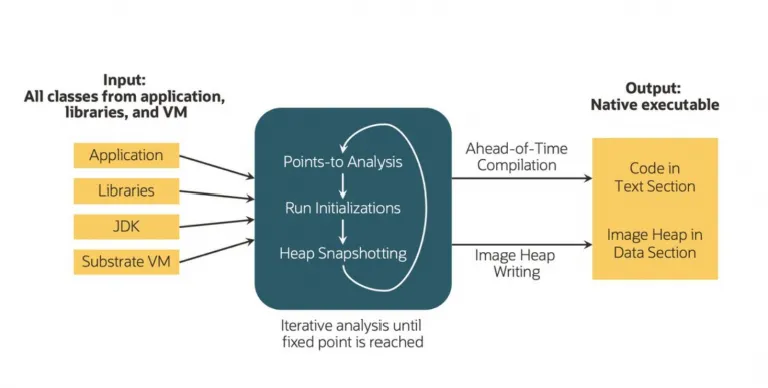 Input:
All classes from application,
libraries, and VM
Application
Libraries
JDK
Substrate VM
Points-to Analysis
Run Initializations
Heap Snapshotting
Iterative analysis until
fixed point is reached
Ahead-of-Time
Compilation
Image Heap
Writing
Output:
Native executable
Code in
Text Section
Image Heap in
Data Section